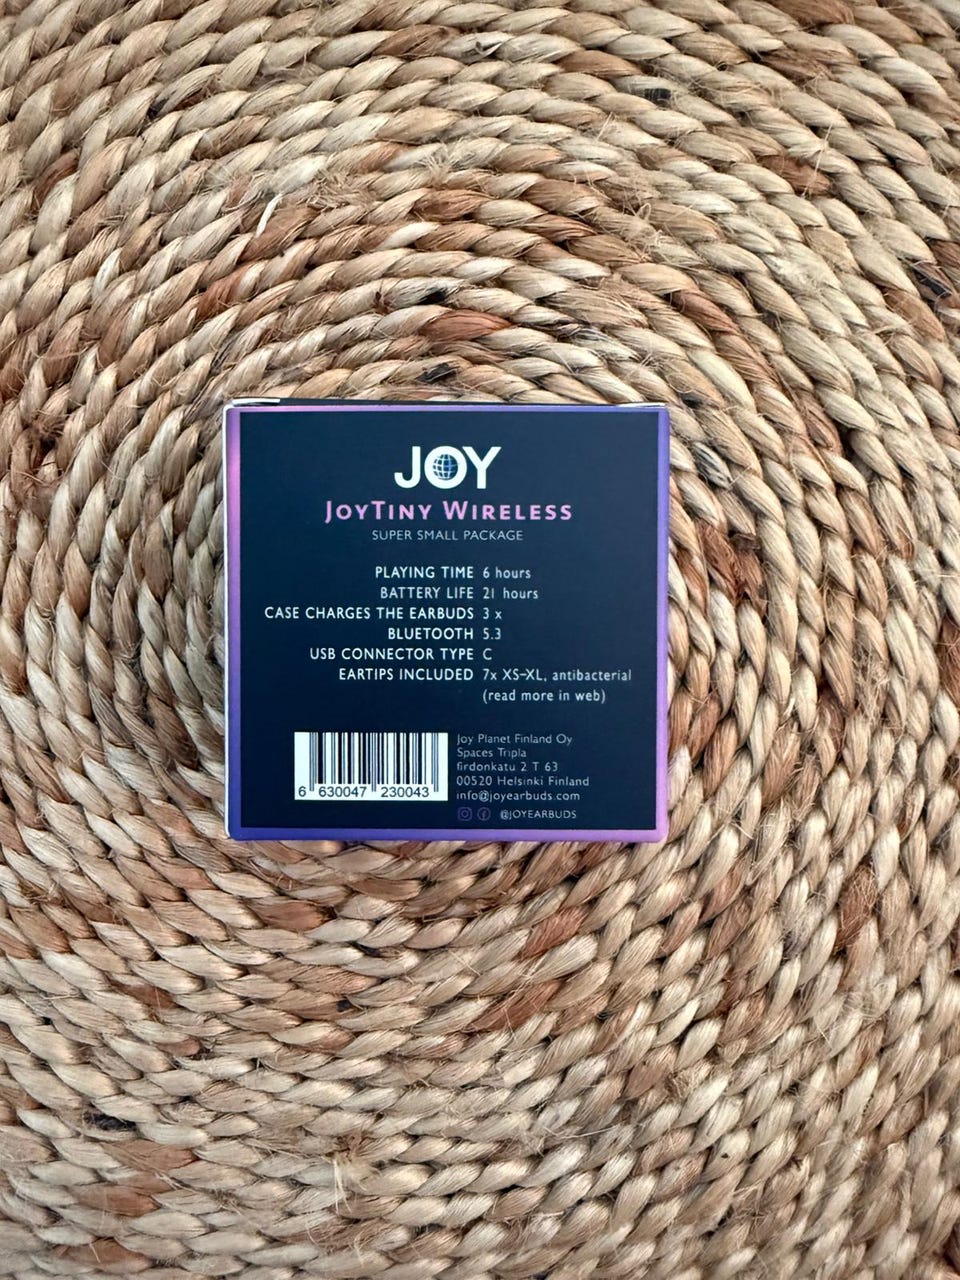 JOY
JOYTINY WIRELESS
SUPER SMALL PACKAGE
PLAYING TIME 6 hours
BATTERY LIFE 21 hours
CASE CHARGES THE EARBUDS 3 x
BLUETOOTH 5.3
USB CONNECTOR TYPE C
EARTIPS INCLUDED 7x XS-XL, antibacterial
(read more in web)
6 630047 230043
Joy Planet Finland Oy
Spaces Tripla
firdonkatu 2 T 63
00520 Helsinki Finland
info@joyearbuds.com
@JOYEARBUDS